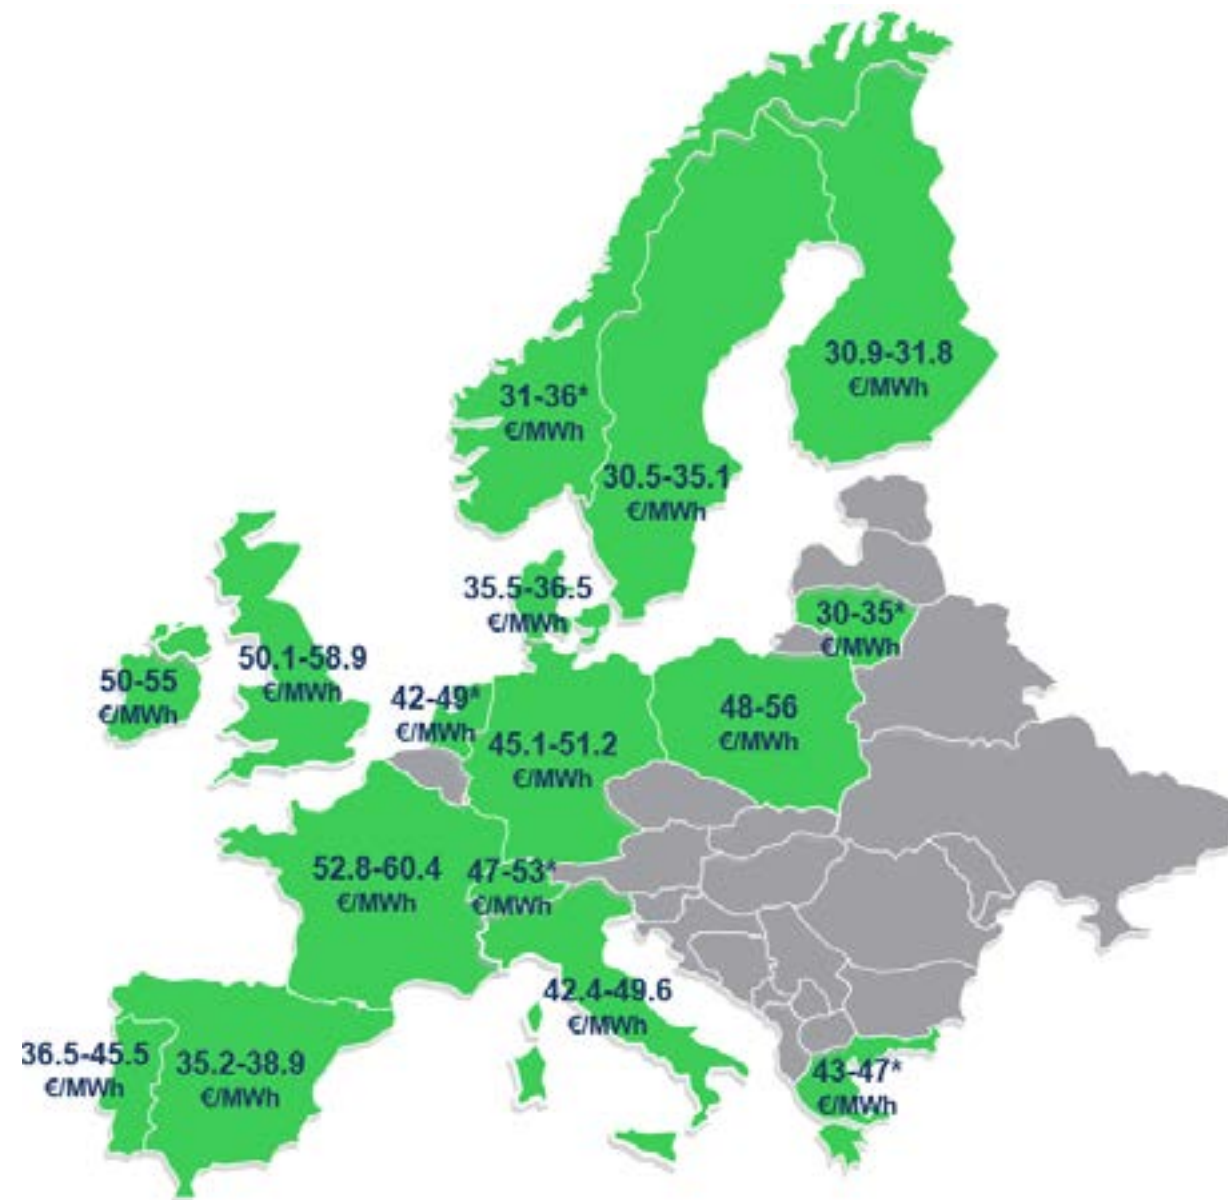 30.9-31.8
€/MWh
31-36*
€/MWh
30.5-35.1
€/MWh
35.5-36.5
€/MWh
30-35*
€/MWh
50.1-58.9
€/MWh
50-55
€/MWh
42-49*
€/MWh
48-56
€/MWh
45.1-51.2
€/MWh
52.8-60.4
€/MWh
47-53*
€/MWh
42.4-49.6
€/MWh
36.5-45.5
€/MWh
35.2-38.9
€/MWh
43-47*
€/MWh